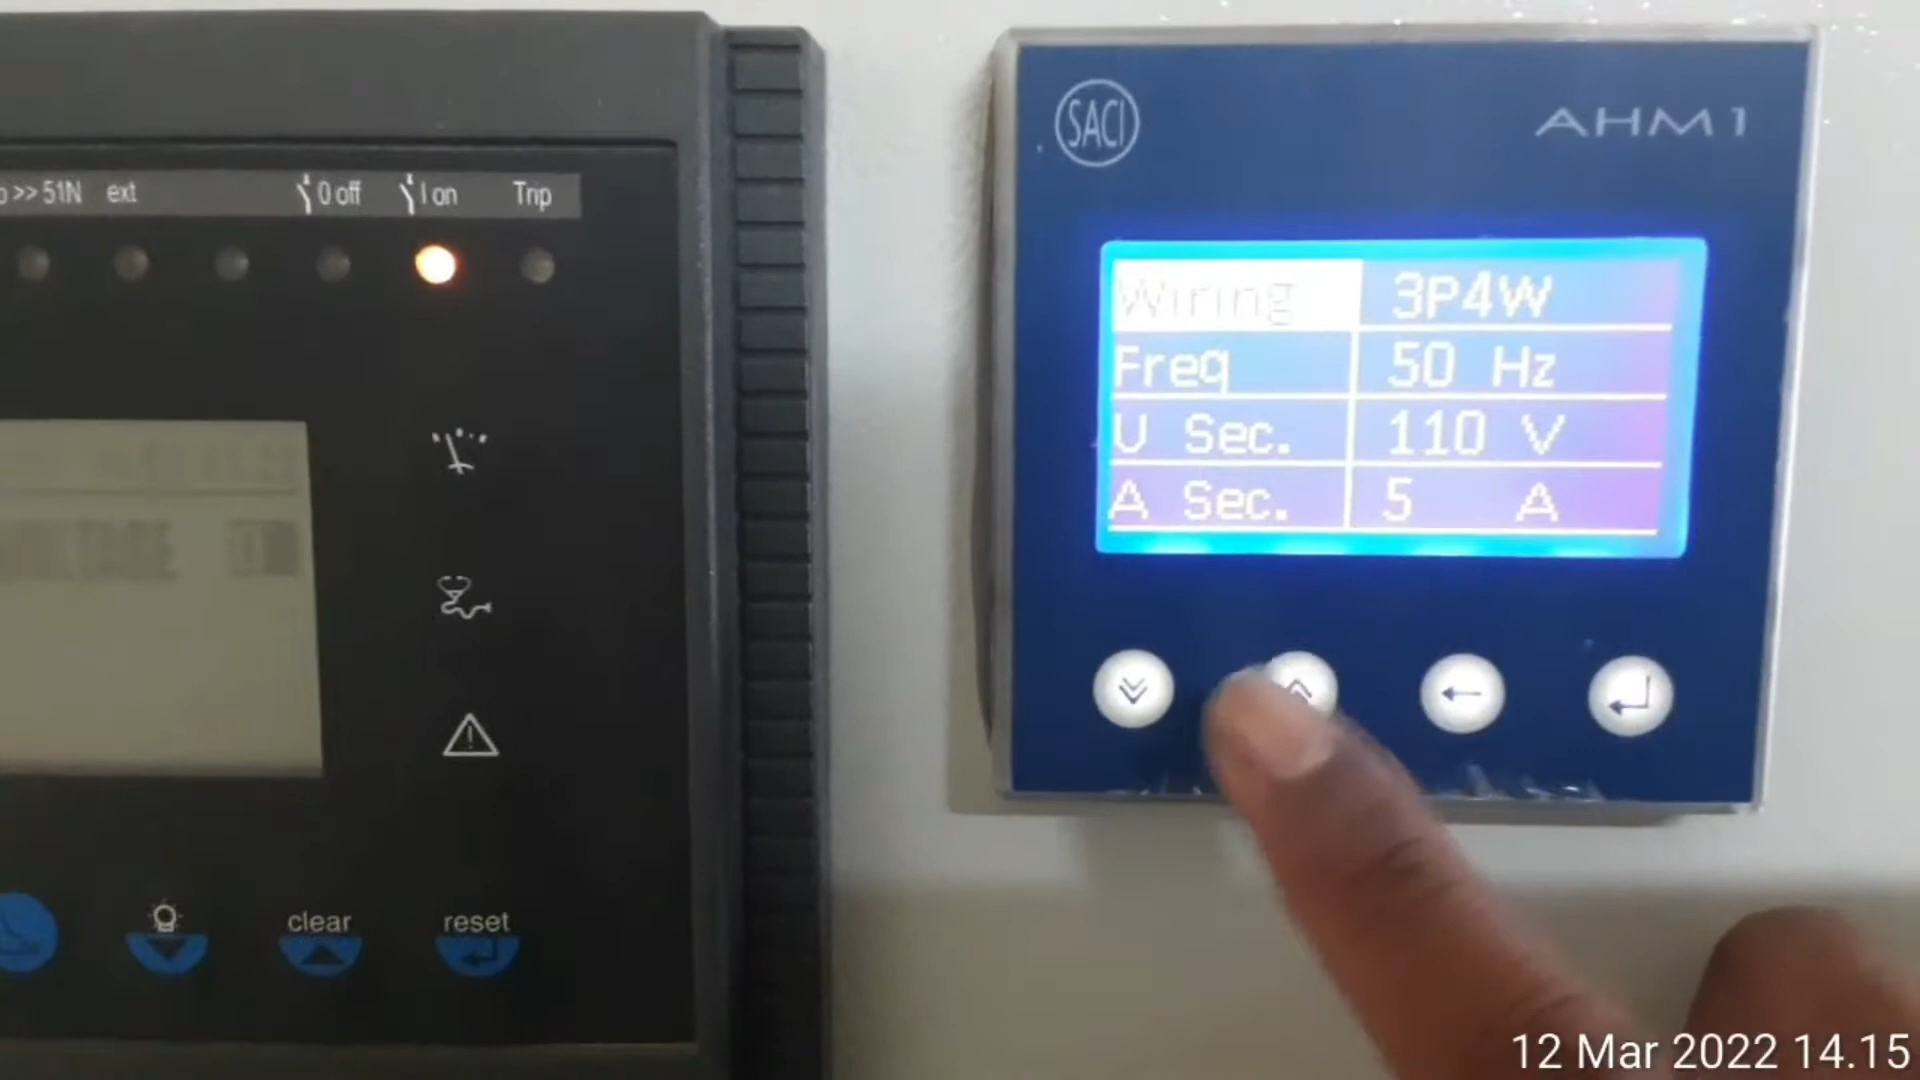 >> 51N ext 0 off I on Trip
clear reset
SACI AHM1
Wiring 3P4W
Freq 50 Hz
U Sec. 110 V
A Sec. 5 A
12 Mar 2022 14.15